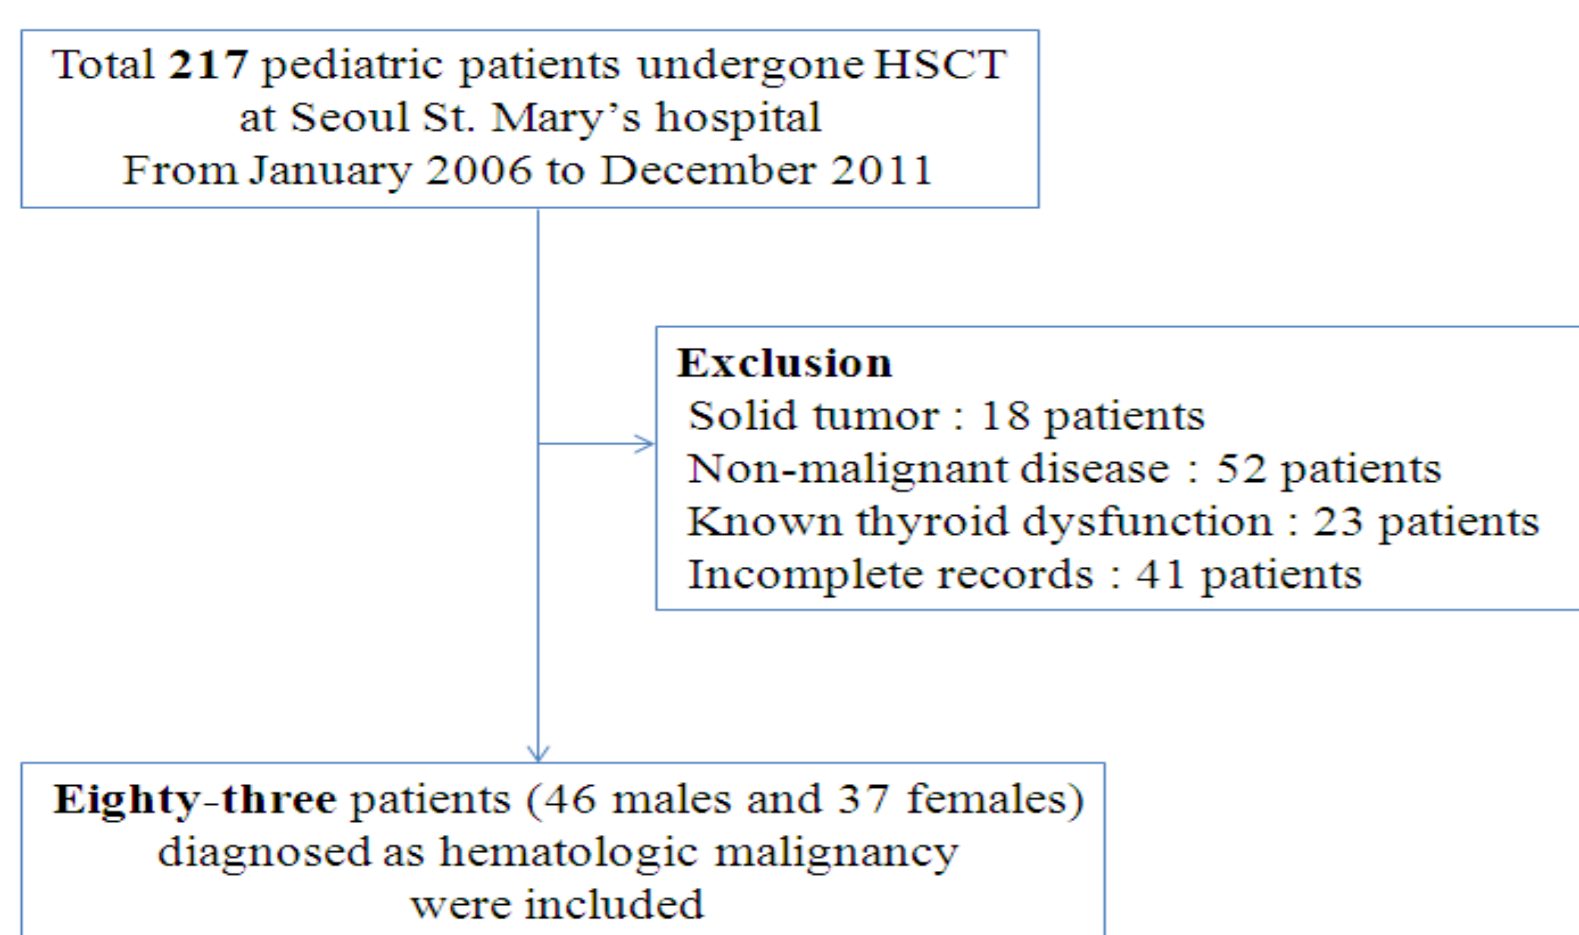 Total 217 pediatric patients undergone HSCT
at Seoul St. Mary’s hospital
From January 2006 to December 2011
Exclusion
Solid tumor : 18 patients
Non-malignant disease : 52 patients
Known thyroid dysfunction : 23 patients
Incomplete records : 41 patients
Eighty-three patients (46 males and 37 females)
diagnosed as hematologic malignancy
were included